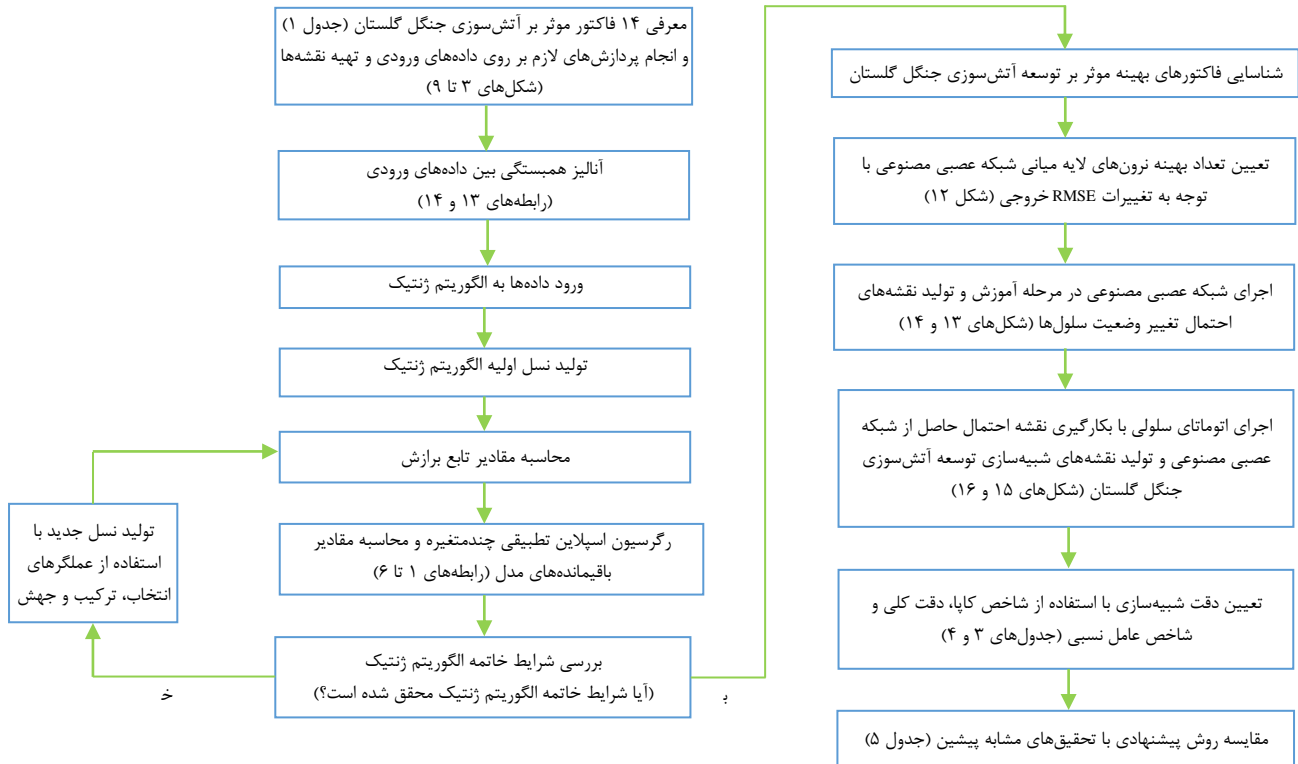 معرفی ۱۴ فاکتور موثر بر آتش‌سوزی جنگل گلستان (جدول ۱)
و انجام پردازش‌های لازم بر روی داده‌های ورودی و تهیه نقشه‌ها
(شکل‌های ۳ تا ۹)
آنالیز همبستگی بین داده‌های ورودی
(رابطه‌های ۱۳ و ۱۴)
ورود داده‌ها به الگوریتم ژنتیک
تولید نسل اولیه الگوریتم ژنتیک
محاسبه مقادیر تابع برازش
رگرسیون اسپلاین تطبیقی چندمتغیره و محاسبه مقادیر
باقیمانده‌های مدل (رابطه‌های ۱ تا ۶)
بررسی شرایط خاتمه الگوریتم ژنتیک
(آیا شرایط خاتمه الگوریتم ژنتیک محقق شده است؟)
خ
تولید نسل جدید با
استفاده از عملگرهای
انتخاب، ترکیب و جهش
ب
شناسایی فاکتورهای بهینه موثر بر توسعه آتش‌سوزی جنگل گلستان
تعیین تعداد بهینه نرون‌های لایه میانی شبکه عصبی مصنوعی با
توجه به تغییرات RMSE خروجی (شکل ۱۲)
اجرای شبکه عصبی مصنوعی در مرحله آموزش و تولید نقشه‌های
احتمال تغییر وضعیت سلول‌ها (شکل‌های ۱۳ و ۱۴)
اجرای اتوماتای سلولی با بکارگیری نقشه احتمال حاصل از شبکه
عصبی مصنوعی و تولید نقشه‌های شبیه‌سازی توسعه آتش‌سوزی
جنگل گلستان (شکل‌های ۱۵ و ۱۶)
تعیین دقت شبیه‌سازی با استفاده از شاخص کاپا، دقت کلی و
شاخص عامل نسبی (جدول‌های ۳ و ۴)
مقایسه روش پیشنهادی با تحقیق‌های مشابه پیشین (جدول ۵)